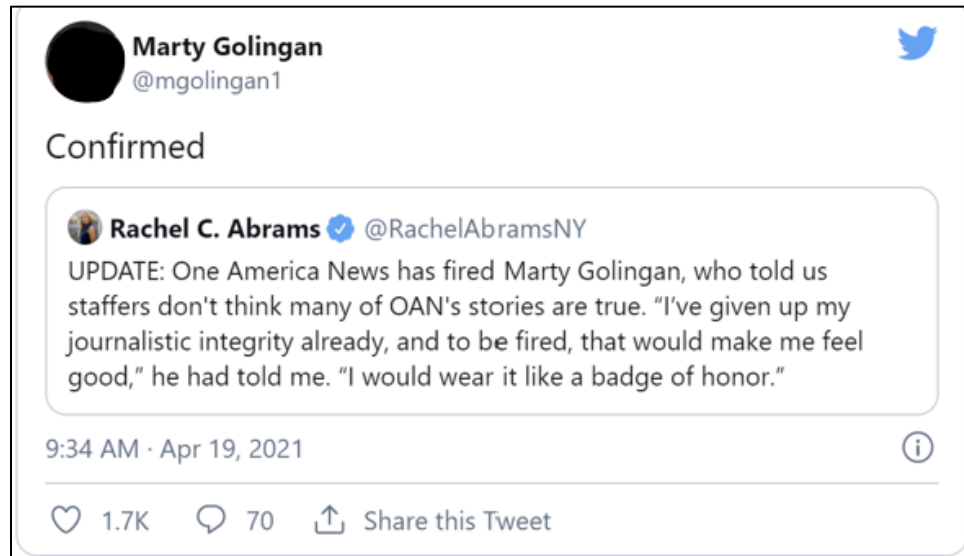 Marty Golingan
@mgolingan1
Confirmed
Rachel C. Abrams @RachelAbramsNY
UPDATE: One America News has fired Marty Golingan, who told us
staffers don't think many of OAN's stories are true. “I’ve given up my
journalistic integrity already, and to be fired, that would make me feel
good,” he had told me. “I would wear it like a badge of honor.”
9:34 AM · Apr 19, 2021
1.7K 70 Share this Tweet